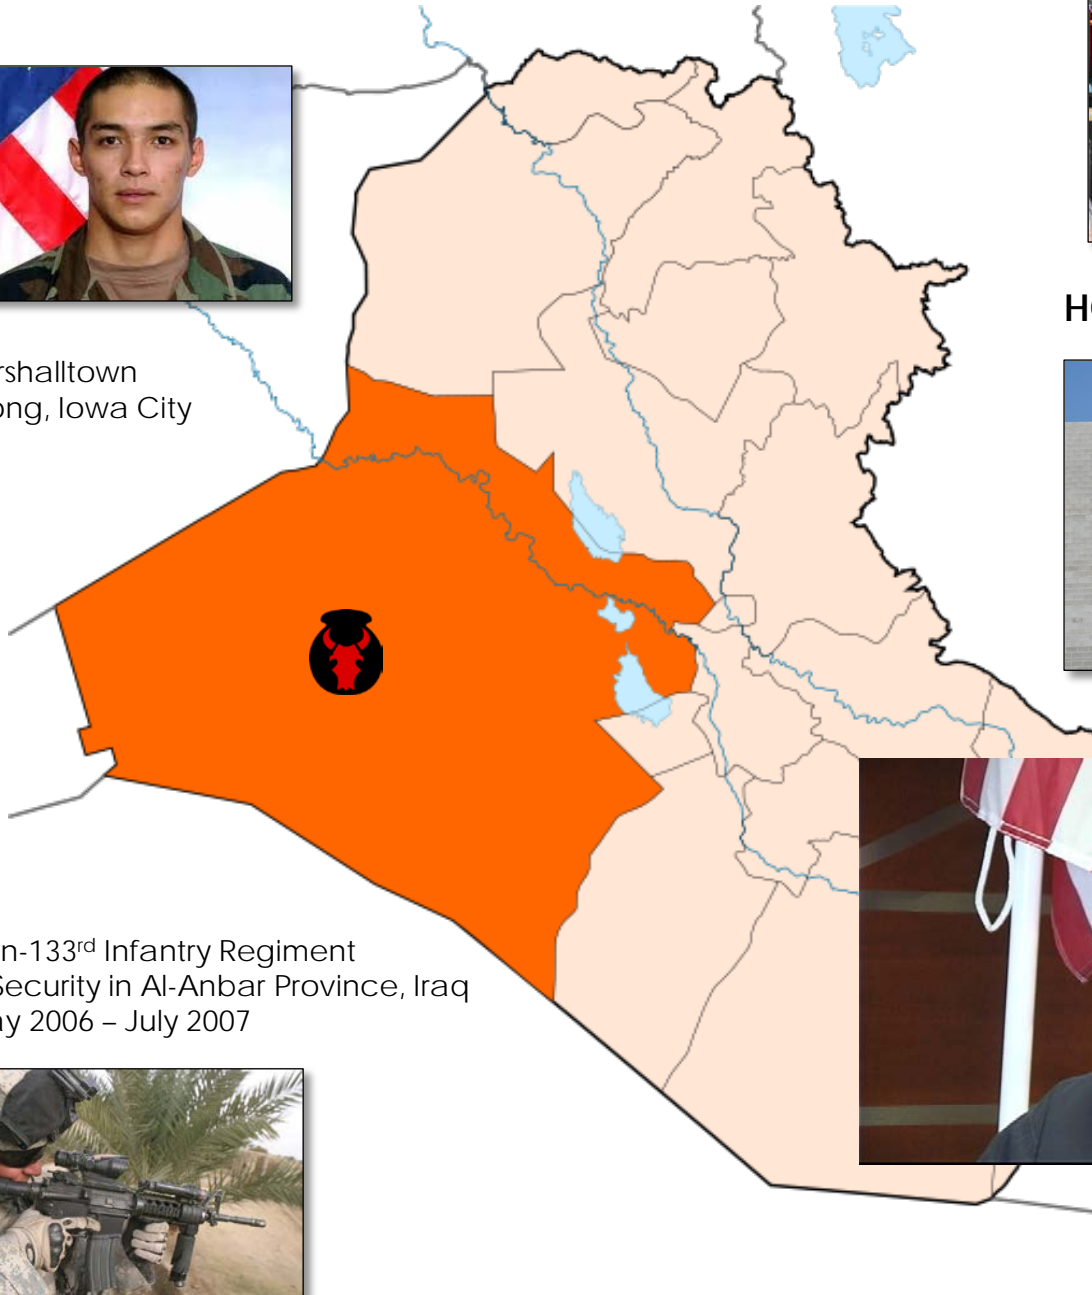 rshalltown
ong, Iowa City
H
n-133rd Infantry Regiment
Security in Al-Anbar Province, Iraq
ay 2006 – July 2007